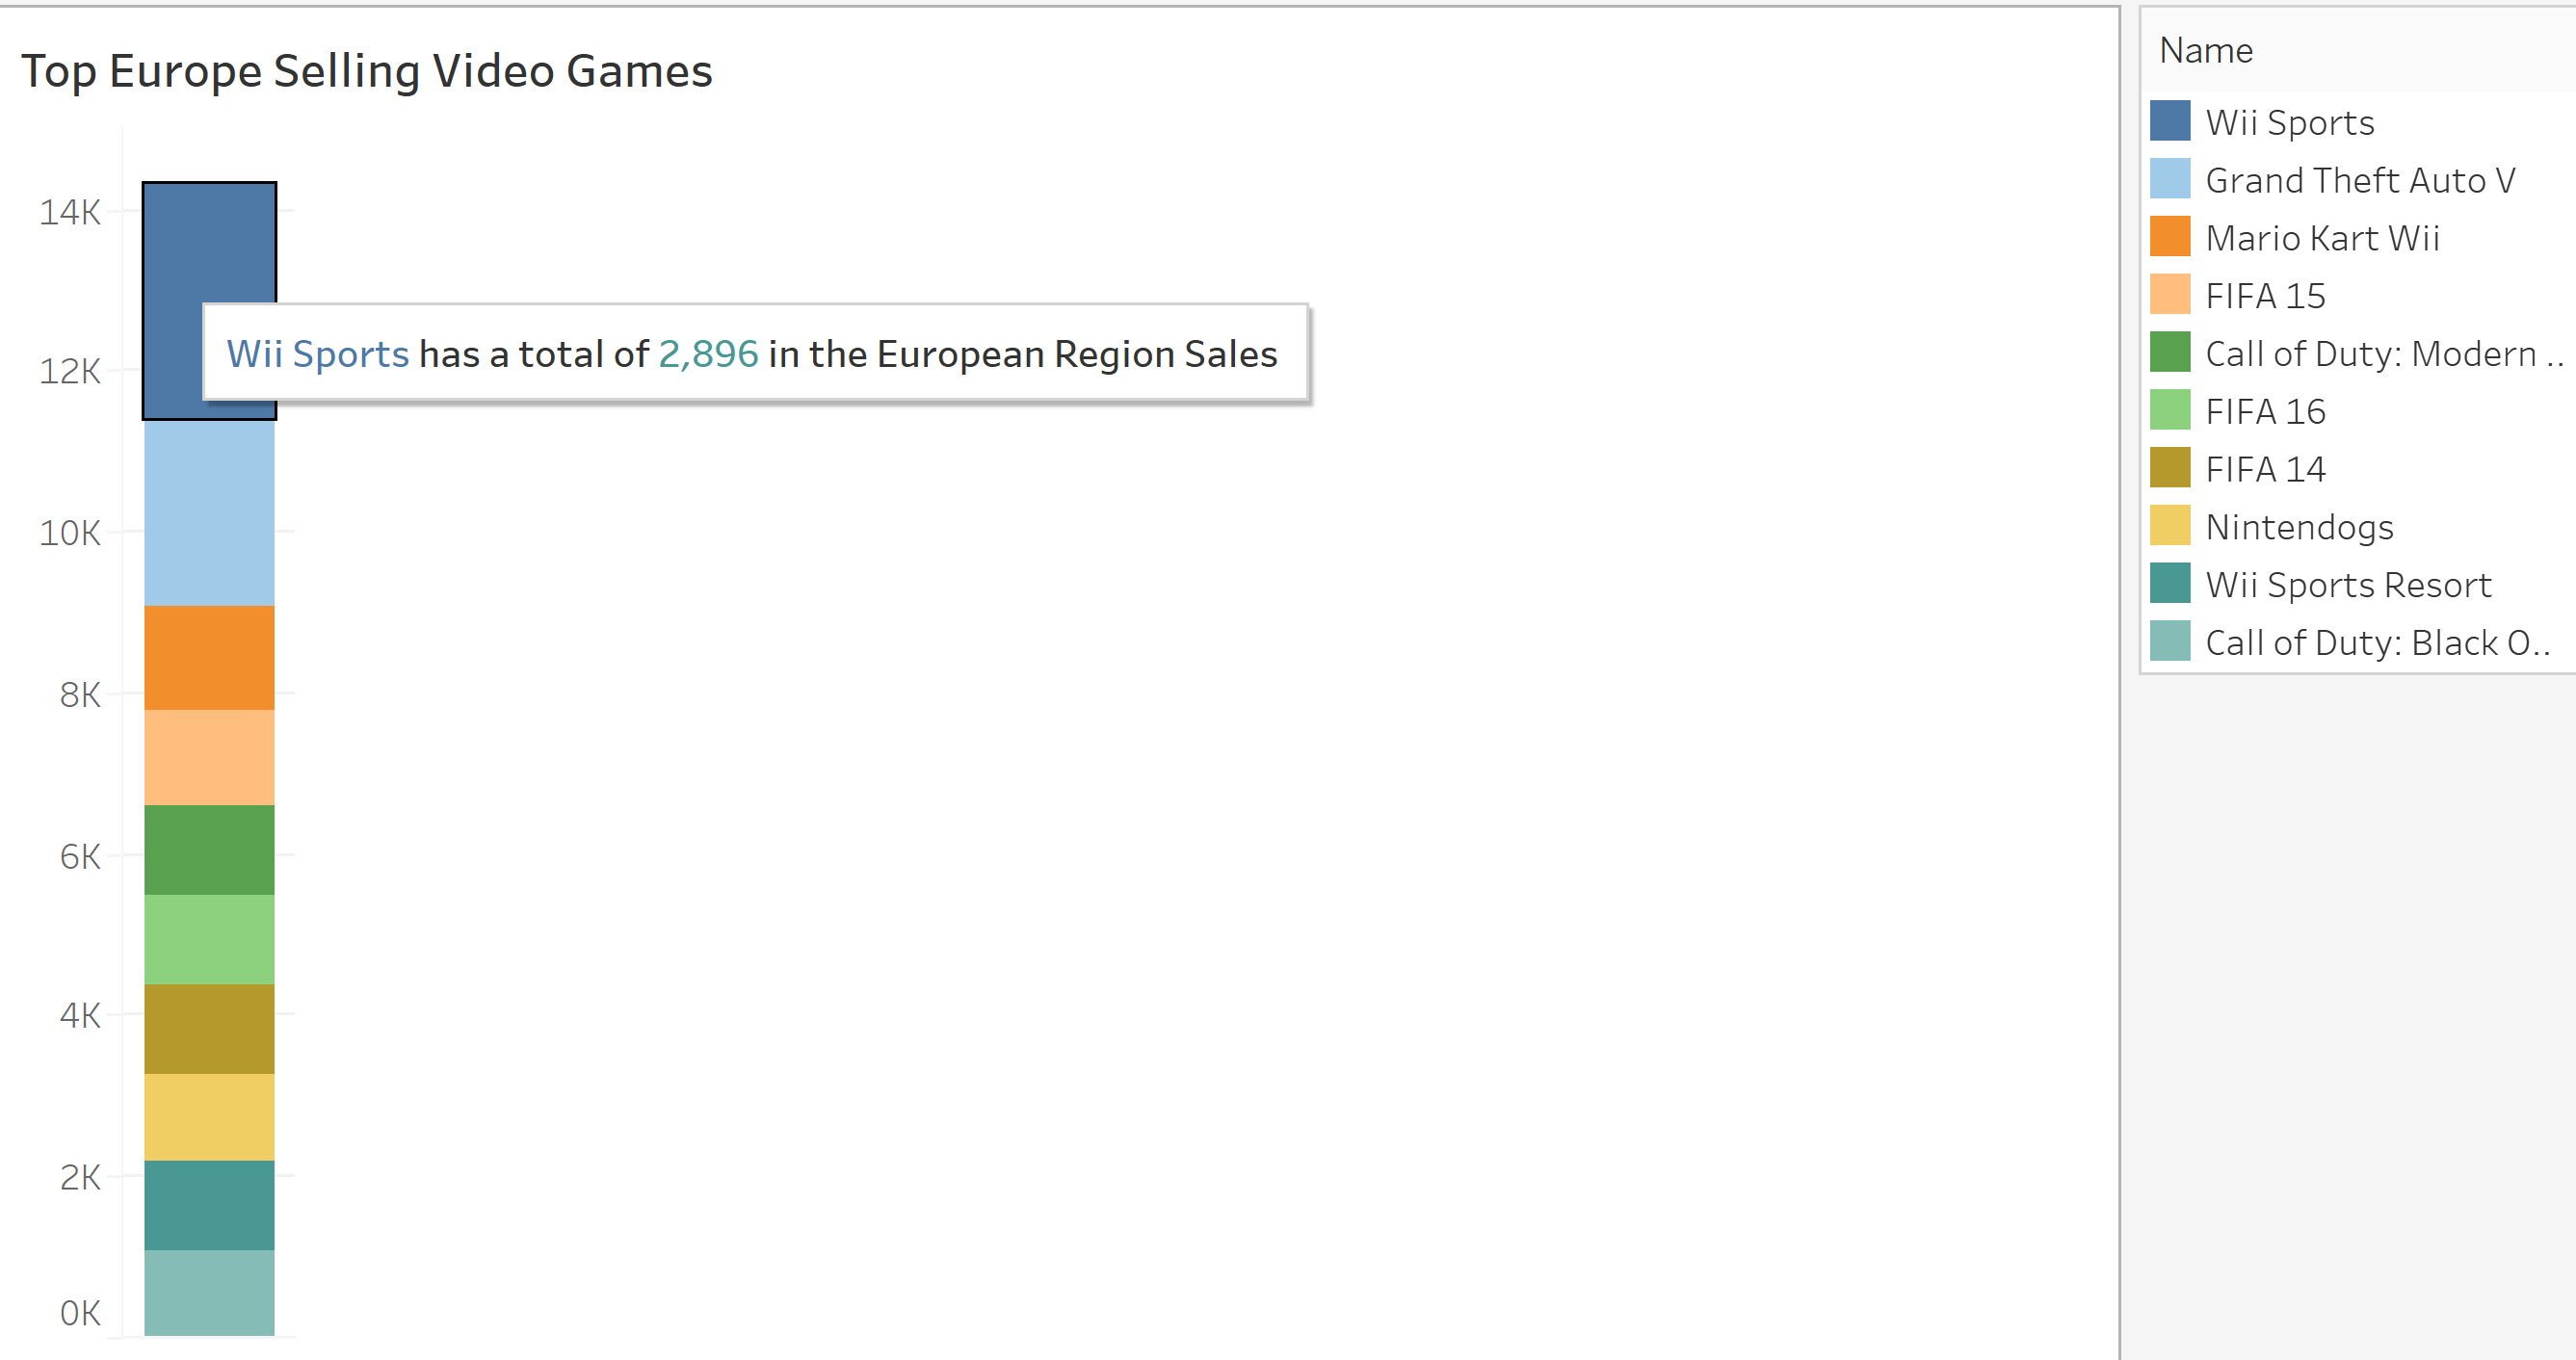 Top Europe Selling Video Games
14K
12K
10K
8K
6K
4K
2K
0K
Wii Sports has a total of 2,896 in the European Region Sales
Name
Wii Sports
Grand Theft Auto V
Mario Kart Wii
FIFA 15
Call of Duty: Modern ..
FIFA 16
FIFA 14
Nintendogs
Wii Sports Resort
Call of Duty: Black O..